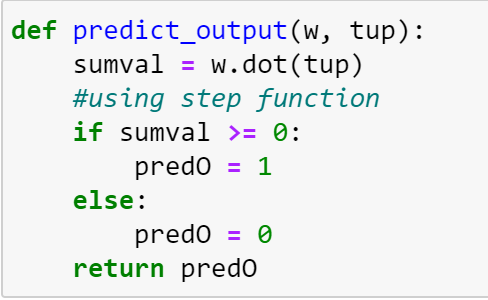 def predict_output(w, tup):
    sumval = w.dot(tup)
    #using step function
    if sumval >= 0:
        predO = 1
    else:
        predO = 0
    return predO